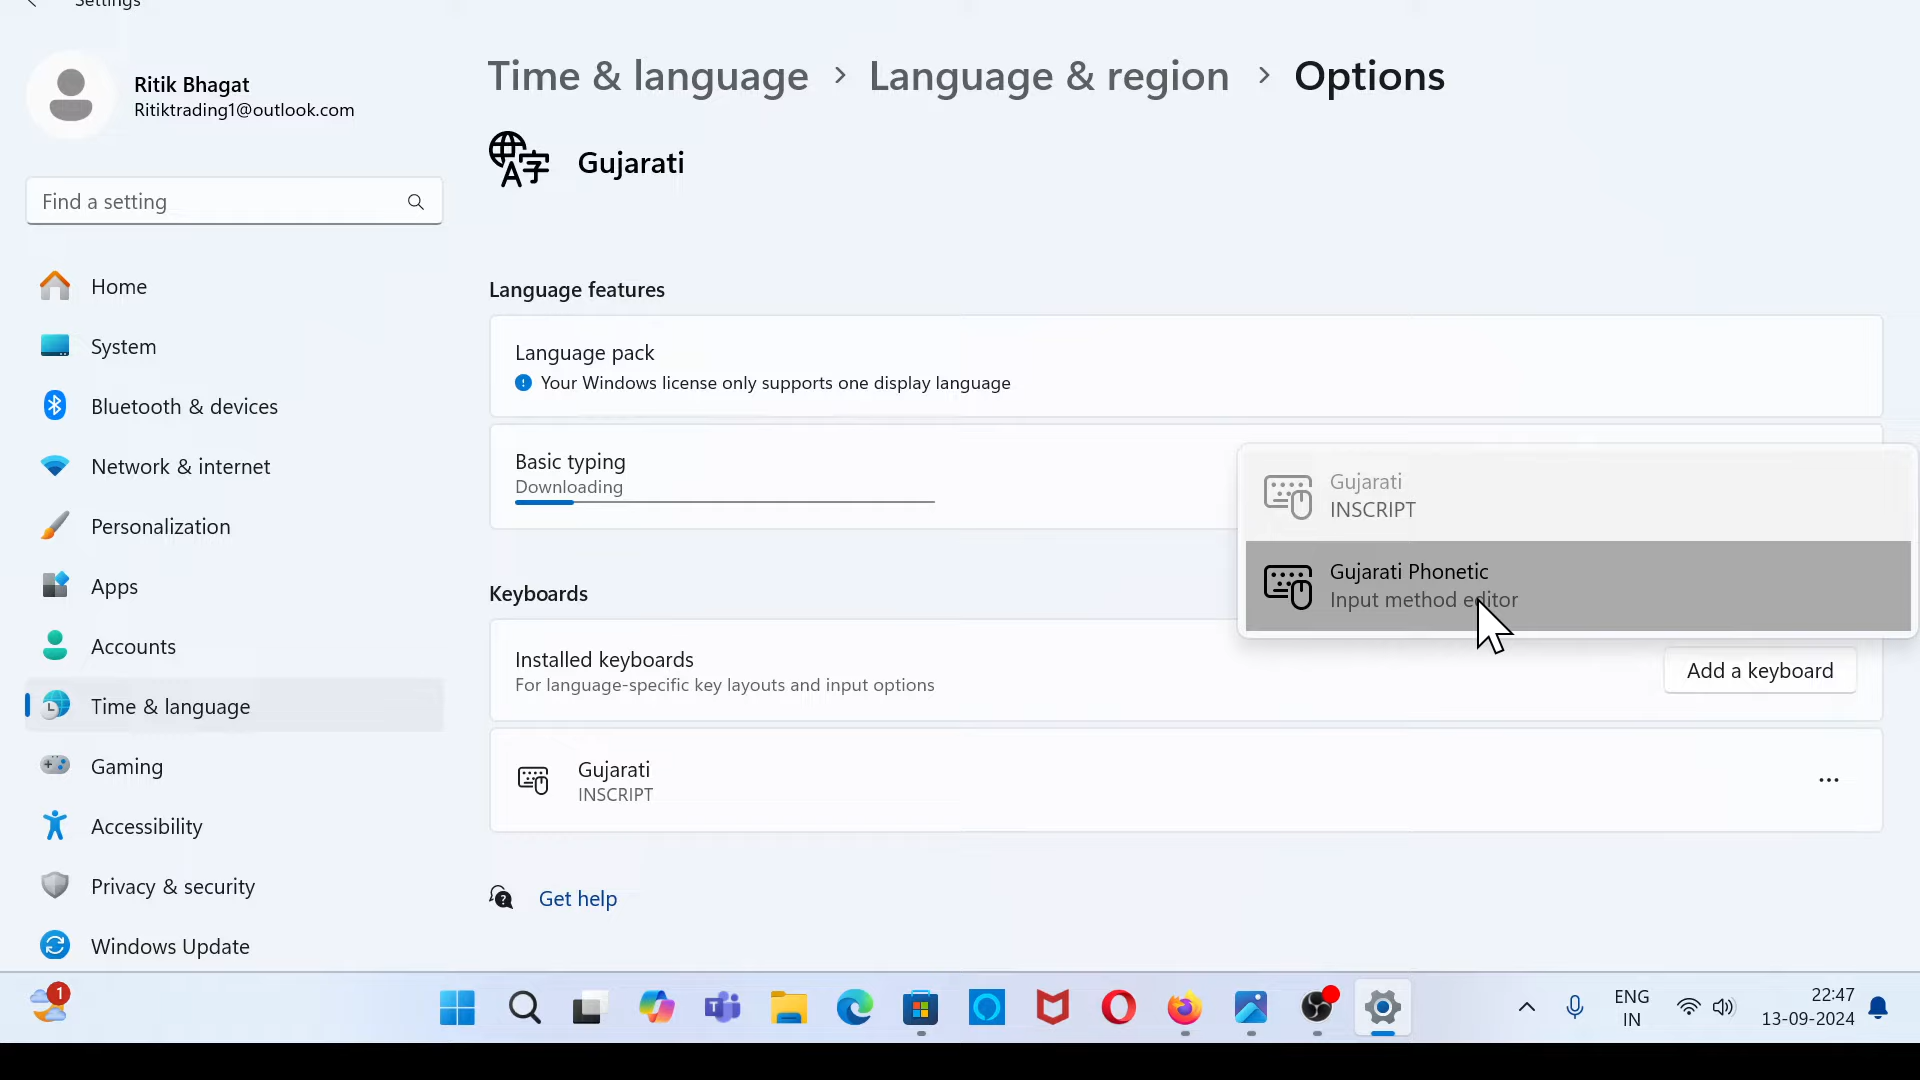 Settings
Ritik Bhagat
Ritiktrading1@outlook.com
Find a setting
Home
System
Bluetooth & devices
Network & internet
Personalization
Apps
Accounts
Time & language
Gaming
Accessibility
Privacy & security
Windows Update
Time & language > Language & region > Options
Gujarati
Language features
Language pack
Your Windows license only supports one display language
Basic typing
Downloading
Gujarati
INSCRIPT
Gujarati Phonetic
Input method editor
Keyboards
Installed keyboards
For language-specific key layouts and input options
Add a keyboard
Gujarati
INSCRIPT
Get help
1
ENG
IN
22:47
13-09-2024